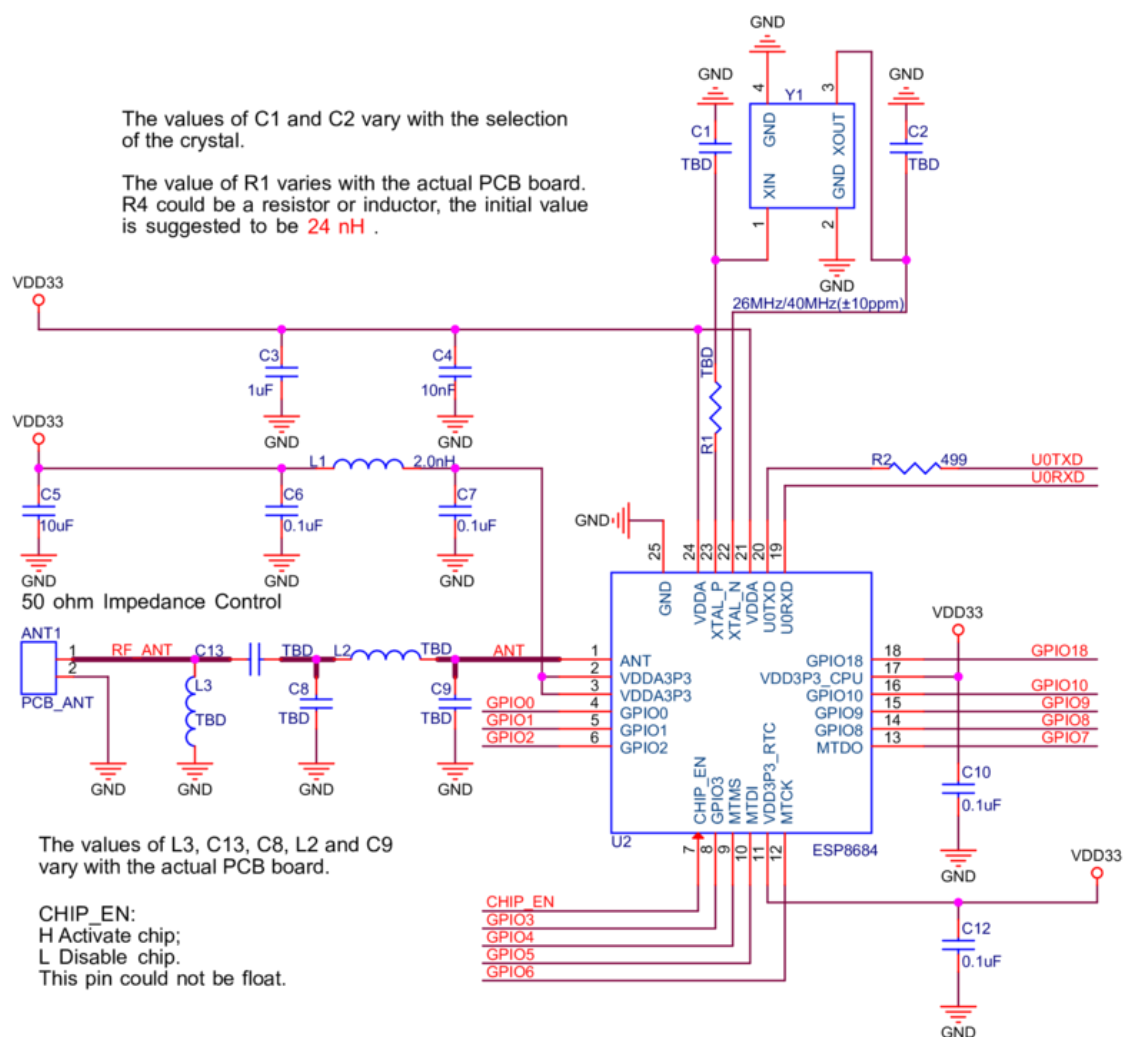 GND
GND
GND
4
3
Y1
C1
TBD
GND
XOUT
XIN
GND
C2
TBD
1
2
GND
The values of C1 and C2 vary with the selection
of the crystal.
The value of R1 varies with the actual PCB board.
R4 could be a resistor or inductor, the initial value
is suggested to be 24 nH .
26MHz/40MHz(±10ppm)
VDD33
C3
1uF
GND
C4
10nF
GND
TBD
R1
VDD33
L1
2.0nH
C5
10uF
GND
C6
0.1uF
GND
C7
0.1uF
GND
R2
499
U0TXD
U0RXD
GND
25
24
23
22
21
20
19
GND
VDDA
XTAL_P
XTAL_N
VDDA
U0TXD
U0RXD
50 ohm Impedance Control
ANT1
1
2
PCB_ANT
RF_ANT
C13
TBD
L2
TBD
ANT
L3
TBD
C8
TBD
C9
TBD
GND
GND
GND
GND
GPIO0
GPIO1
GPIO2
1
2
3
4
5
6
ANT
VDDA3P3
VDDA3P3
GPIO0
GPIO1
GPIO2
VDD33
GPIO18
VDD3P3_CPU
GPIO10
GPIO9
GPIO8
MTDO
18
17
16
15
14
13
GPIO18
GPIO10
GPIO9
GPIO8
GPIO7
CHIP_EN
GPIO3
MTMS
MTDI
VDD3P3_RTC
MTCK
U2
ESP8684
7
8
9
10
11
12
C10
0.1uF
GND
The values of L3, C13, C8, L2 and C9
vary with the actual PCB board.
CHIP_EN:
H Activate chip;
L Disable chip.
This pin could not be float.
CHIP_EN
GPIO3
GPIO4
GPIO5
GPIO6
VDD33
C12
0.1uF
GND